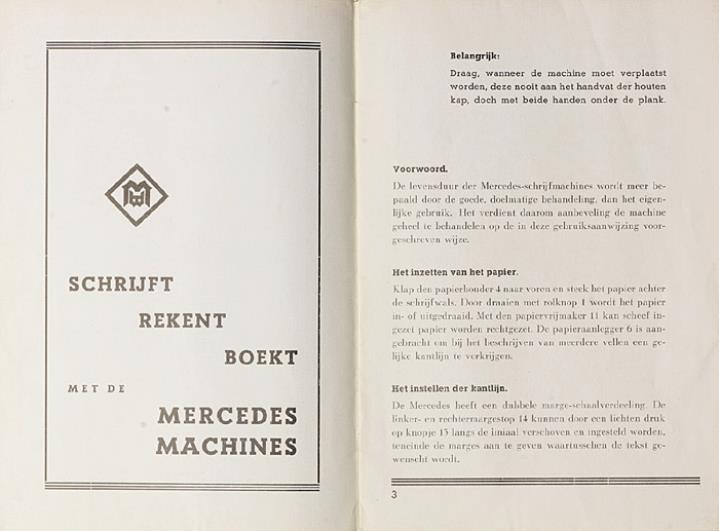 SCHRIJFT
REKENT
BOEKT
MET DE
MERCEDES
MACHINES
Belangrijk:
Draag, wanneer de machine moet verplaatst
worden, deze nooit aan het handvat der houten
kap, doch met beide handen onder de plank.
Voorwoord.
De levensduur der Mercedes-schrijfmachines wordt meer be-
paald door de goede, doelmatige behandeling, dan het eigen-
lijke gebruik. Het verdient daarom aanbeveling de machine
geheel te behandelen op de in deze gebruiksaanwijzing voor-
geschreven wijze.
Het inzetten van het papier.
Klap den papierhouder 4 naar voren en steek het papier achter
de schrijfwals. Door draaien met rolknop 1 wordt het papier
in- of uitgedraaid. Met den papiervrijmaker 11 kan scheef in-
gezet papier worden rechtgezet. De papieraanlegger 6 is aan-
gebracht om bij het beschrijven van meerdere vellen een ge-
lijke kantlijn te verkrijgen.
Het instellen der kantlijn.
De Mercedes heeft een dubbele marge-schaalverdeeling. De
linker- en rechterraargestop 14 kunnen door een lichten druk
op knopje 15 langs de liniaal verschoven en ingesteld worden,
teneinde de marges aan te geven waartusschen de tekst ge-
wenscht wordt.
3